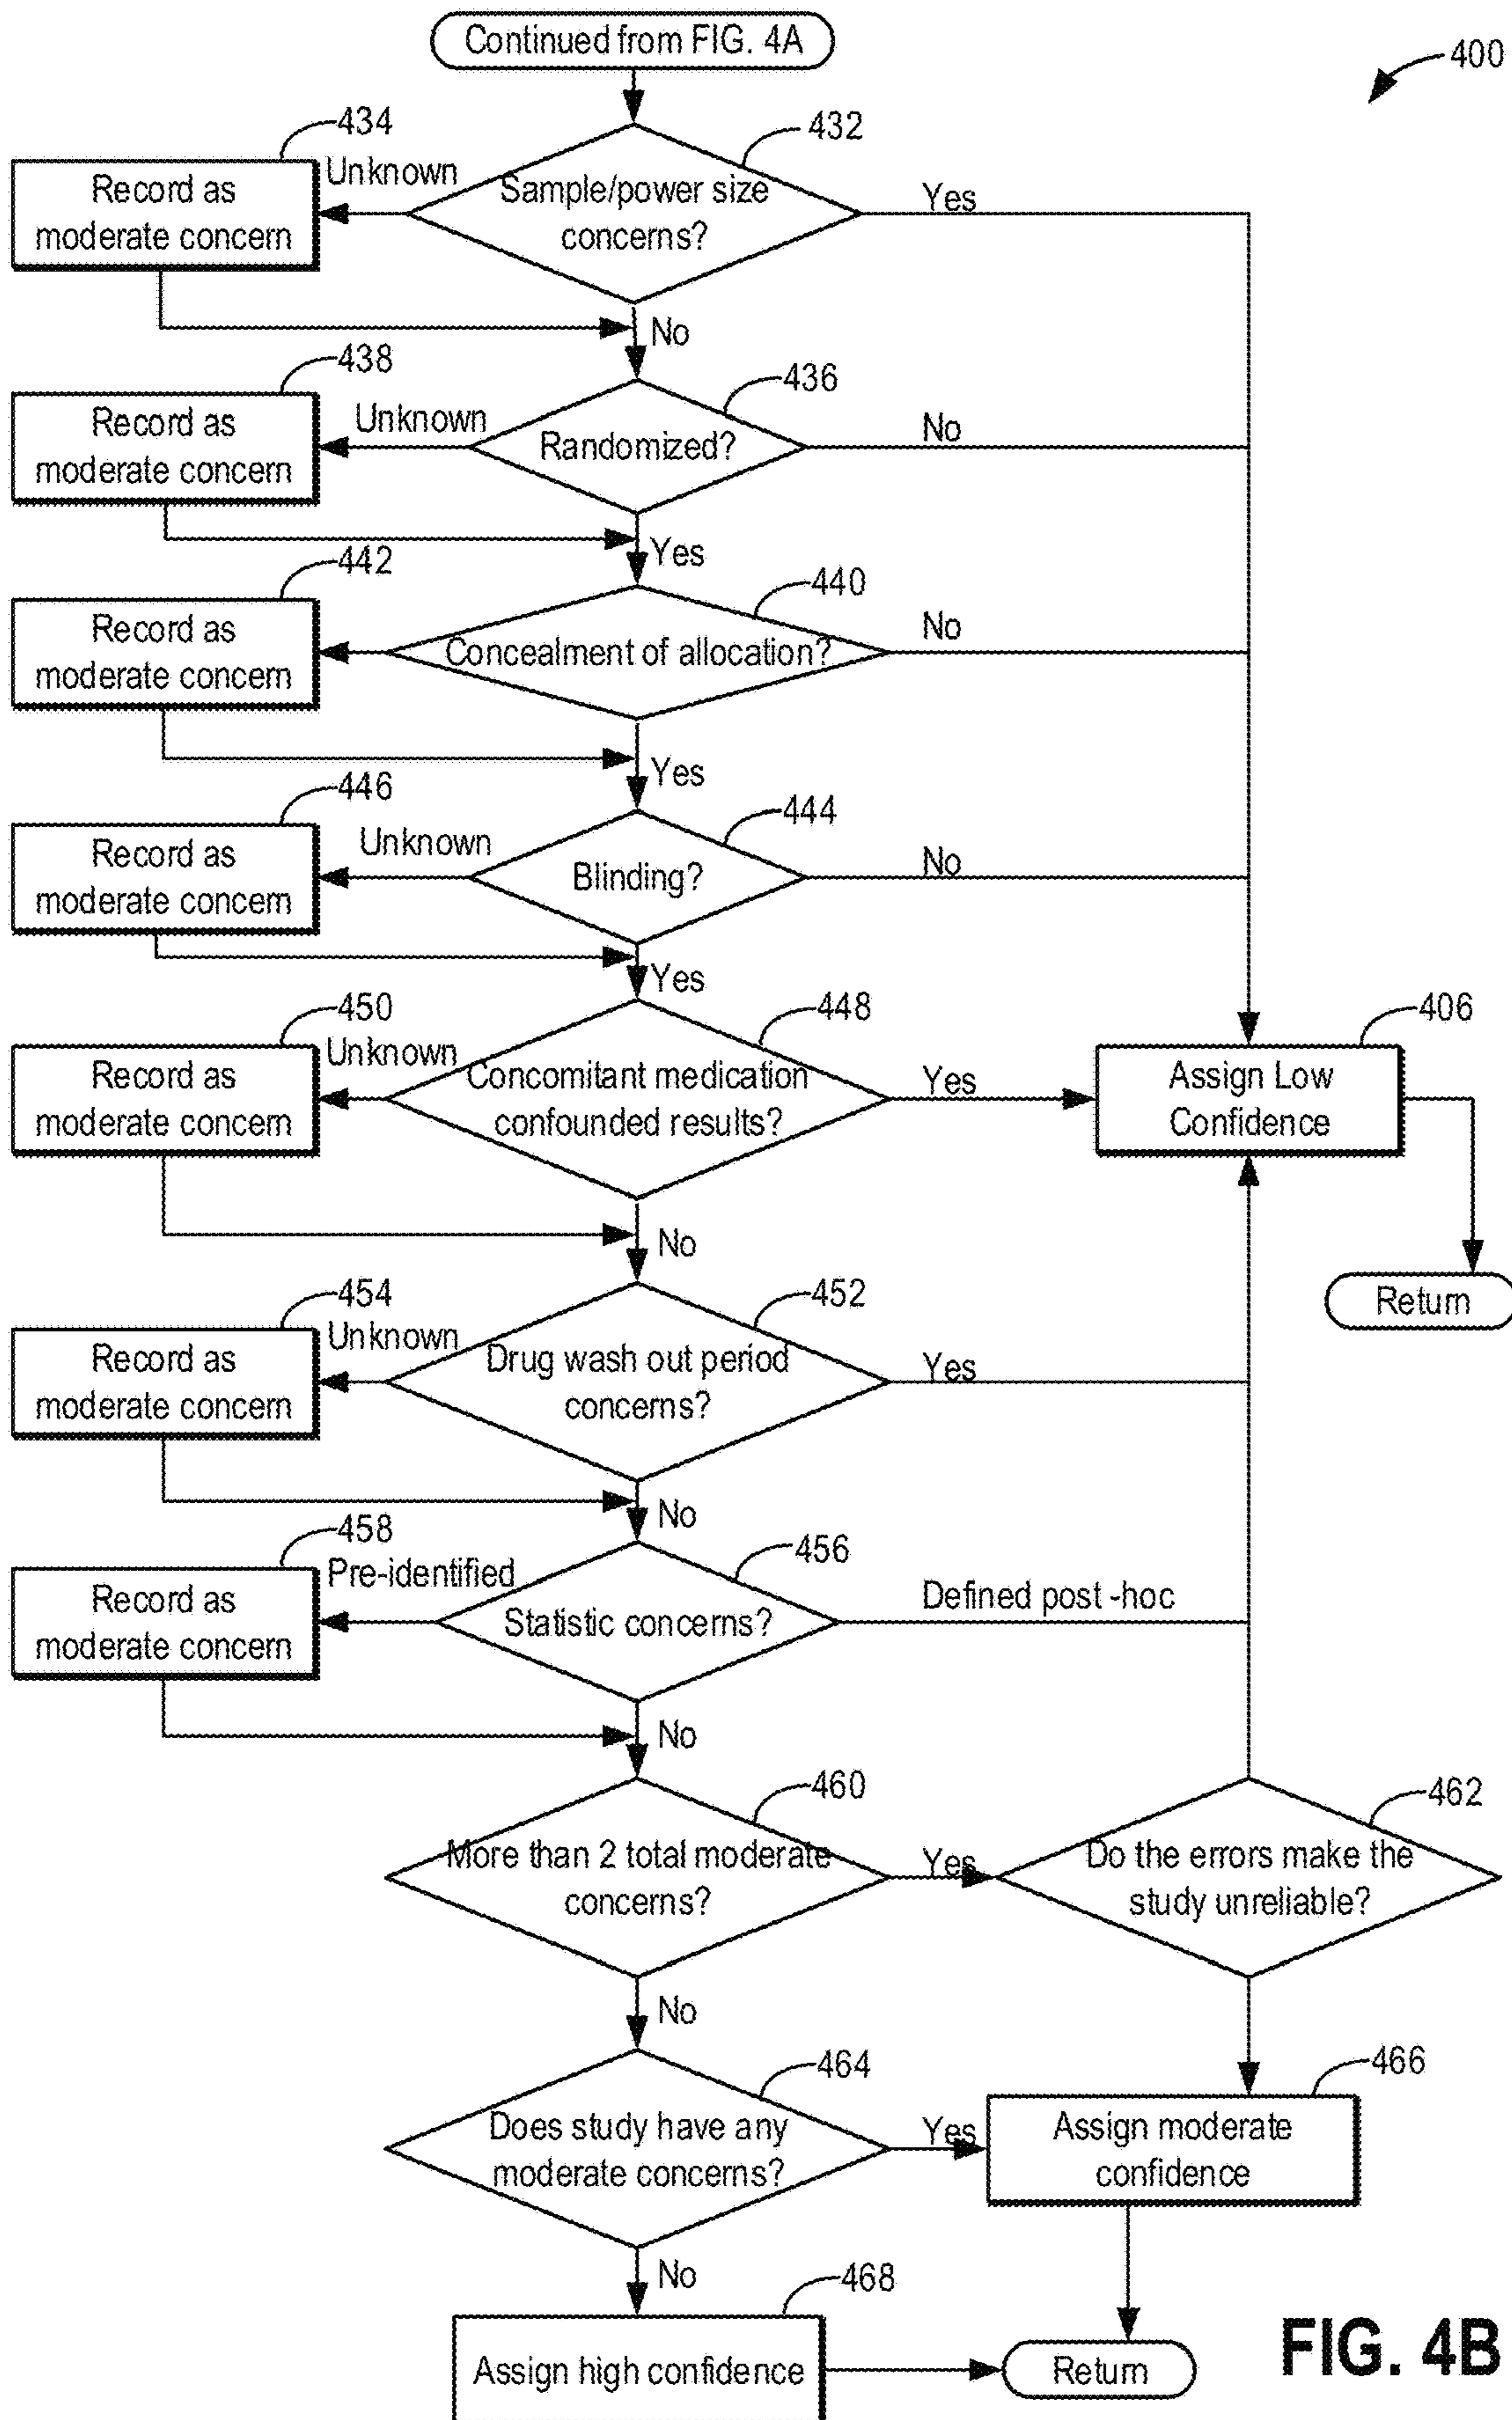 Continued from FIG. 4A
400
434
432
Unknown
Yes
Record as
moderate concern
Sample/power size
concerns?
No
438
436
Unknown
No
Record as
moderate concern
Randomized?
Yes
442
440
No
Record as
moderate concern
Concealment of allocation?
Yes
446
444
Unknown
No
Record as
moderate concern
Blinding?
Yes
450
448
406
Unknown
Yes
Record as
moderate concern
Concomitant medication
confounded results?
Assign Low
Confidence
No
Return
454
452
Unknown
Yes
Record as
moderate concern
Drug wash out period
concerns?
No
458
456
Pre-identified
Defined post -hoc
Record as
moderate concern
Statistic concerns?
No
460
462
More than 2 total moderate
concerns?
Yes
Do the errors make the
study unreliable?
No
464
466
Does study have any
moderate concerns?
Yes
Assign moderate
confidence
No
468
Assign high confidence
Return
FIG. 4B